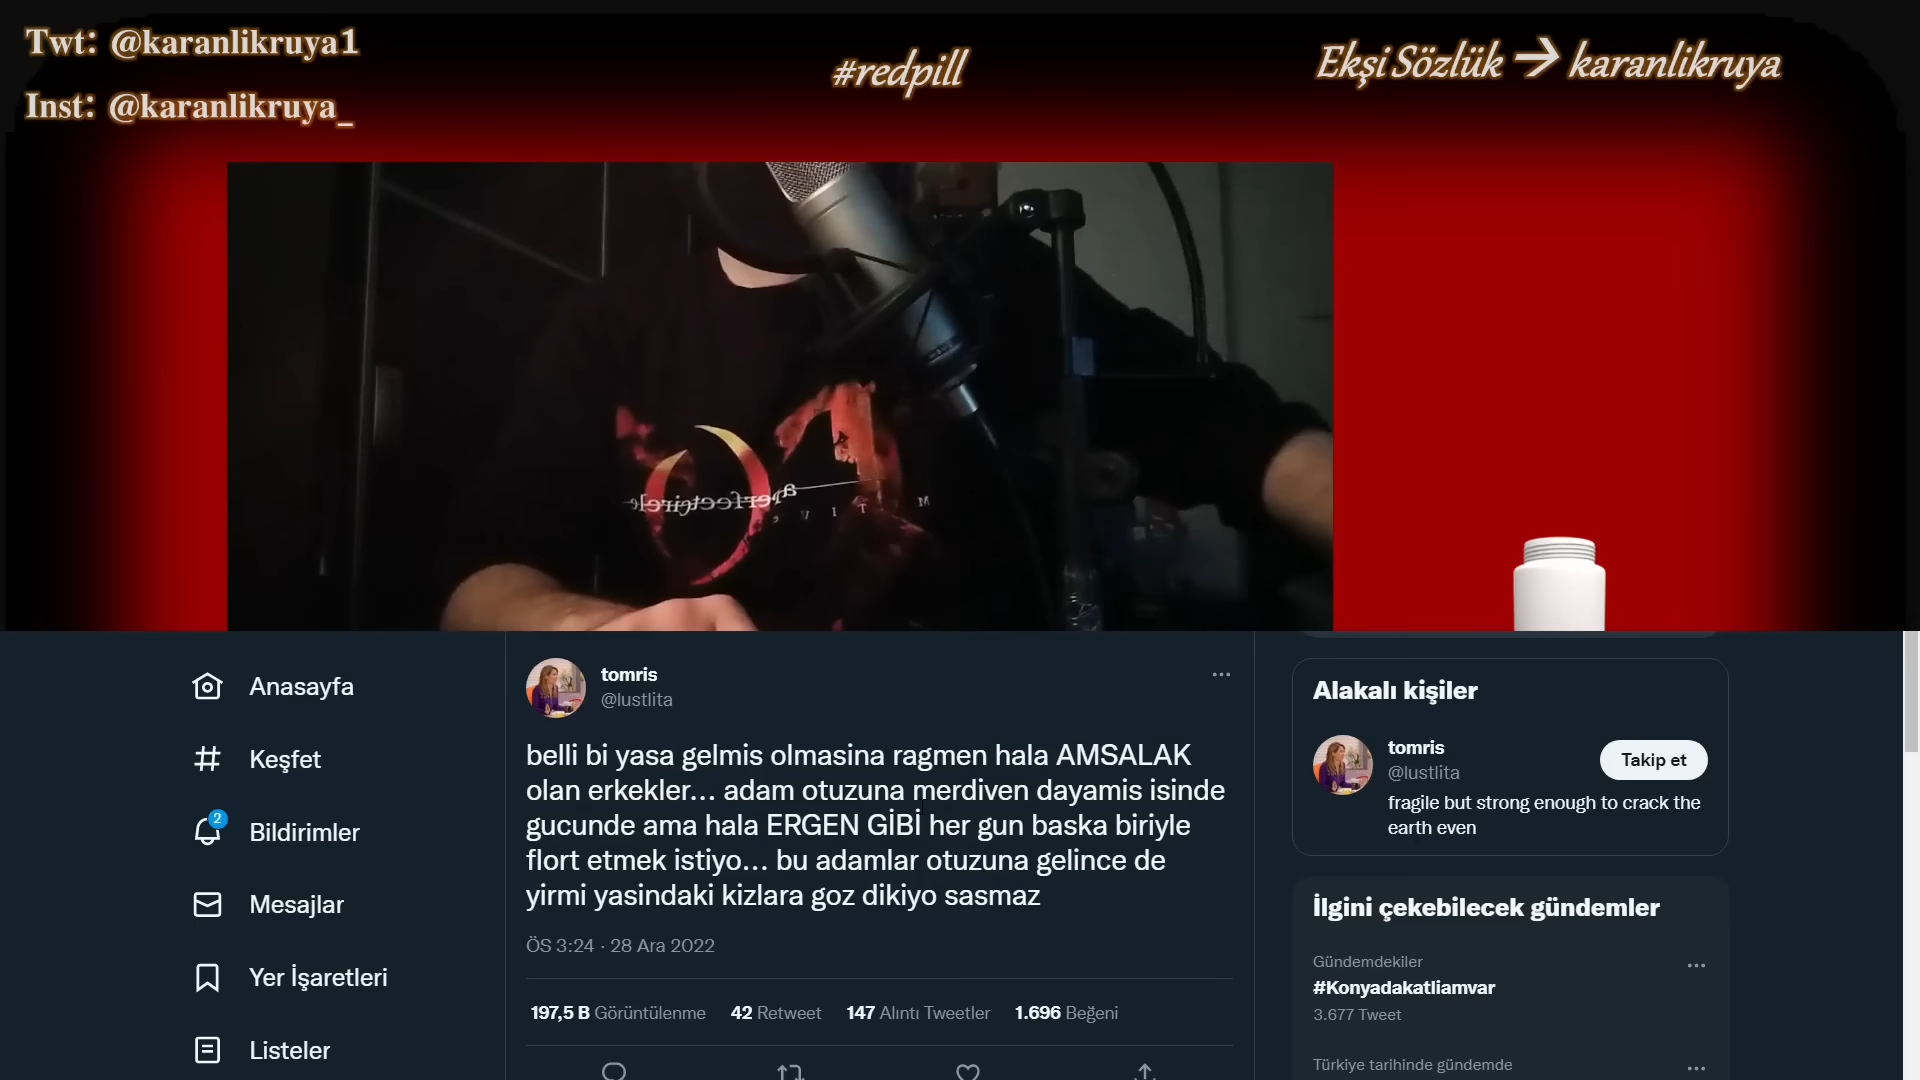 Twt: @karanlikruya1
Inst: @karanlikruya_
#redpill
Ekşi Sözlük → karanlikruya
aperfectcircle
M O T I V E
Anasayfa
Keşfet
2
Bildirimler
Mesajlar
Yer İşaretleri
Listeler
tomris
@lustlita
belli bi yasa gelmis olmasina ragmen hala AMSALAK
olan erkekler... adam otuzuna merdiven dayamis isinde
gucunde ama hala ERGEN GİBİ her gun baska biriyle
flort etmek istiyo... bu adamlar otuzuna gelince de
yirmi yasindaki kizlara goz dikiyo sasmaz
ÖS 3:24 · 28 Ara 2022
197,5 B Görüntülenme 42 Retweet 147 Alıntı Tweetler 1.696 Beğeni
Alakalı kişiler
tomris
@lustlita
Takip et
fragile but strong enough to crack the
earth even
İlgini çekebilecek gündemler
Gündemdekiler
#Konyadakatliamvar
3.677 Tweet
Türkiye tarihinde gündemde